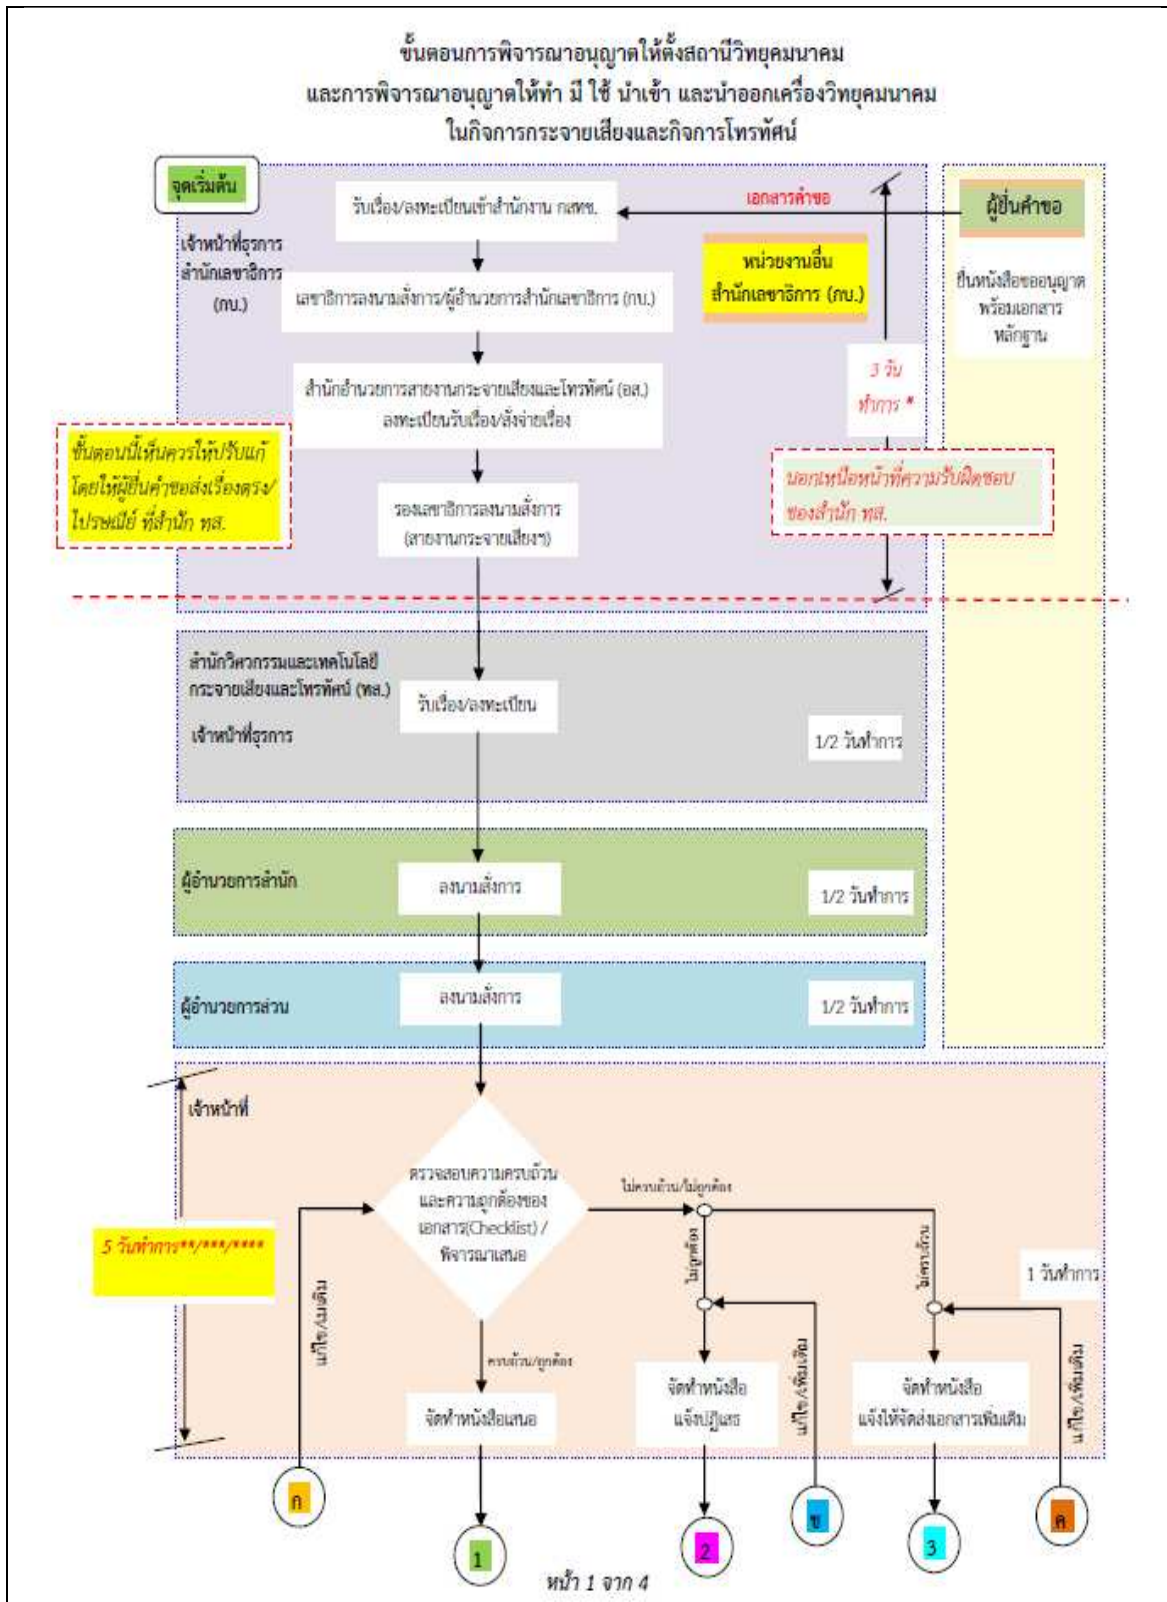 ขั้นตอนการพิจารณาอนุญาตให้ตั้งสถานีวิทยุคมนาคม
และการพิจารณาอนุญาตให้ทำ มี ใช้ นำเข้า และนำออกเครื่องวิทยุคมนาคม
ในกิจการกระจายเสียงและกิจการโทรทัศน์
จุดเริ่มต้น
รับเรื่อง/ลงทะเบียนเข้าสำนักงาน กสทช.
เอกสารคำขอ
ผู้ยื่นคำขอ
เจ้าหน้าที่ธุรการ
สำนักเลขาธิการ
(กบ.)
หน่วยงานอื่น
สำนักเลขาธิการ (กบ.)
ยื่นหนังสือขออนุญาต
พร้อมเอกสาร
หลักฐาน
เลขาธิการลงนามสั่งการ/ผู้อำนวยการสำนักเลขาธิการ (กบ.)
3 วัน
ทำการ *
สำนักอำนวยการสายงานกระจายเสียงและโทรทัศน์ (อส.)
ลงทะเบียนรับเรื่อง/สั่งจ่ายเรื่อง
ขั้นตอนนี้เห็นควรให้ปรับแก้
โดยให้ผู้ยื่นคำขอส่งเรื่องตรง/
ไปรษณีย์ ที่สำนัก ทส.
นอกเหนือหน้าที่ความรับผิดชอบ
ของสำนัก ทส.
รองเลขาธิการลงนามสั่งการ
(สายงานกระจายเสียงฯ)
สำนักวิศวกรรมและเทคโนโลยี
กระจายเสียงและโทรทัศน์ (ทส.)
เจ้าหน้าที่ธุรการ
รับเรื่อง/ลงทะเบียน
1/2 วันทำการ
ผู้อำนวยการสำนัก
ลงนามสั่งการ
1/2 วันทำการ
ผู้อำนวยการส่วน
ลงนามสั่งการ
1/2 วันทำการ
เจ้าหน้าที่
ตรวจสอบความครบถ้วน
และความถูกต้องของ
เอกสาร(Checklist) /
พิจารณาเสนอ
ไม่ครบถ้วน/ไม่ถูกต้อง
5 วันทำการ**/***/****
ไม่ถูกต้อง
ไม่ครบถ้วน
1 วันทำการ
แก้ไข/เพิ่มเติม
ครบถ้วน/ถูกต้อง
แก้ไข/เพิ่มเติม
แก้ไข/เพิ่มเติม
จัดทำหนังสือเสนอ
จัดทำหนังสือ
แจ้งปฏิเสธ
จัดทำหนังสือ
แจ้งให้จัดส่งเอกสารเพิ่มเติม
ก
ข
ค
1
2
3
หน้า 1 จาก 4